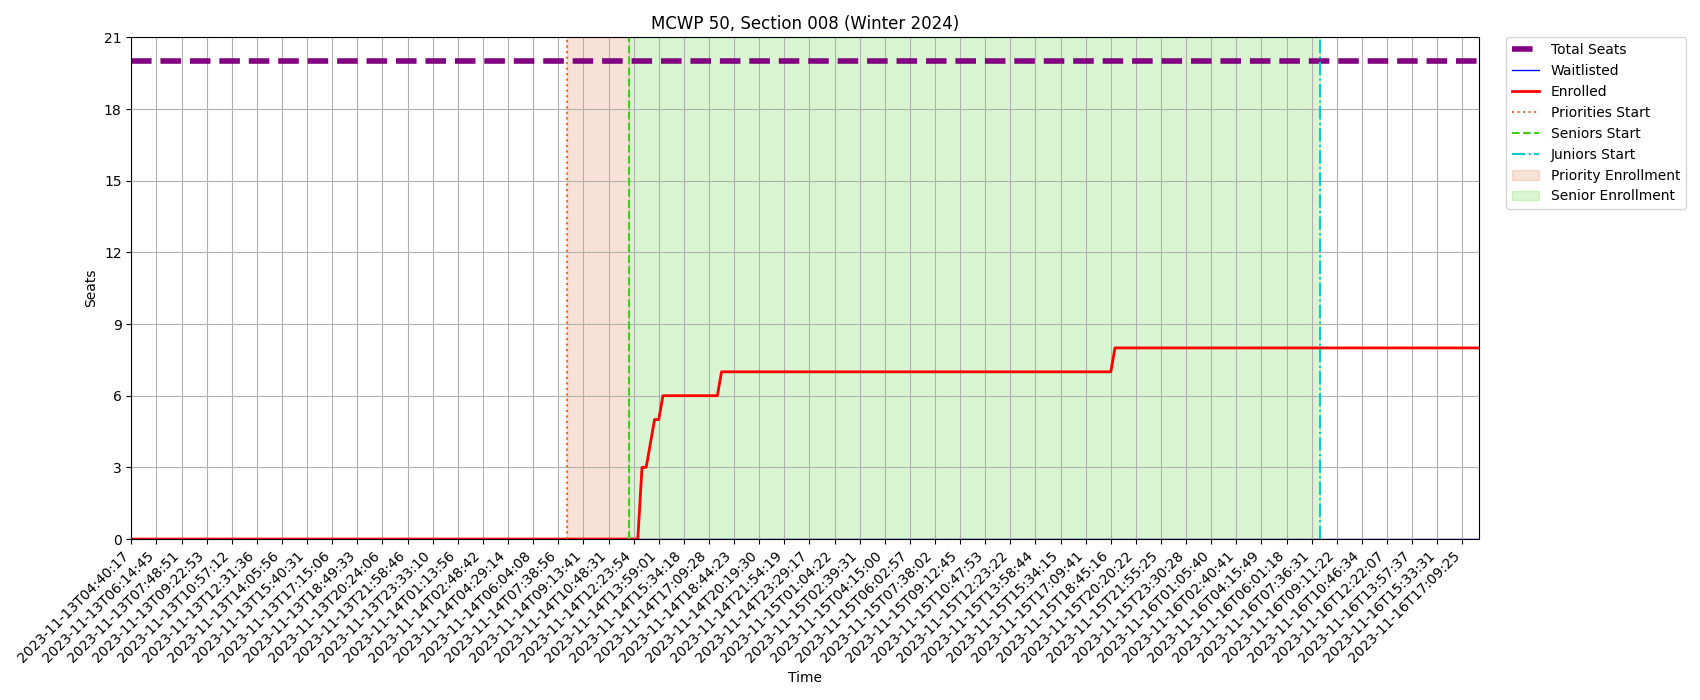 MCWP 50, Section 008 (Winter 2024)
21
18
15
12
9
6
3
0
Seats
2023-11-13T04:40:17
2023-11-13T06:14:45
2023-11-13T07:48:51
2023-11-13T09:22:53
2023-11-13T10:57:12
2023-11-13T12:31:36
2023-11-13T14:05:56
2023-11-13T15:40:31
2023-11-13T17:15:06
2023-11-13T18:49:33
2023-11-13T20:24:06
2023-11-13T21:58:46
2023-11-13T23:33:10
2023-11-14T01:13:56
2023-11-14T02:48:42
2023-11-14T04:29:14
2023-11-14T06:04:08
2023-11-14T07:38:56
2023-11-14T09:13:41
2023-11-14T10:48:31
2023-11-14T12:23:54
2023-11-14T13:59:01
2023-11-14T15:34:18
2023-11-14T17:09:28
2023-11-14T18:44:23
2023-11-14T20:19:30
2023-11-14T21:54:19
2023-11-14T23:29:17
2023-11-15T01:04:22
2023-11-15T02:39:31
2023-11-15T04:15:00
2023-11-15T06:02:57
2023-11-15T07:38:02
2023-11-15T09:12:45
2023-11-15T10:47:53
2023-11-15T12:23:22
2023-11-15T13:58:44
2023-11-15T15:34:15
2023-11-15T17:09:41
2023-11-15T18:45:16
2023-11-15T20:20:22
2023-11-15T21:55:25
2023-11-15T23:30:28
2023-11-16T01:05:40
2023-11-16T02:40:41
2023-11-16T04:15:49
2023-11-16T06:01:18
2023-11-16T07:36:31
2023-11-16T09:11:22
2023-11-16T10:46:34
2023-11-16T12:22:07
2023-11-16T13:57:37
2023-11-16T15:33:31
2023-11-16T17:09:25
Time
Total Seats
Waitlisted
Enrolled
Priorities Start
Seniors Start
Juniors Start
Priority Enrollment
Senior Enrollment